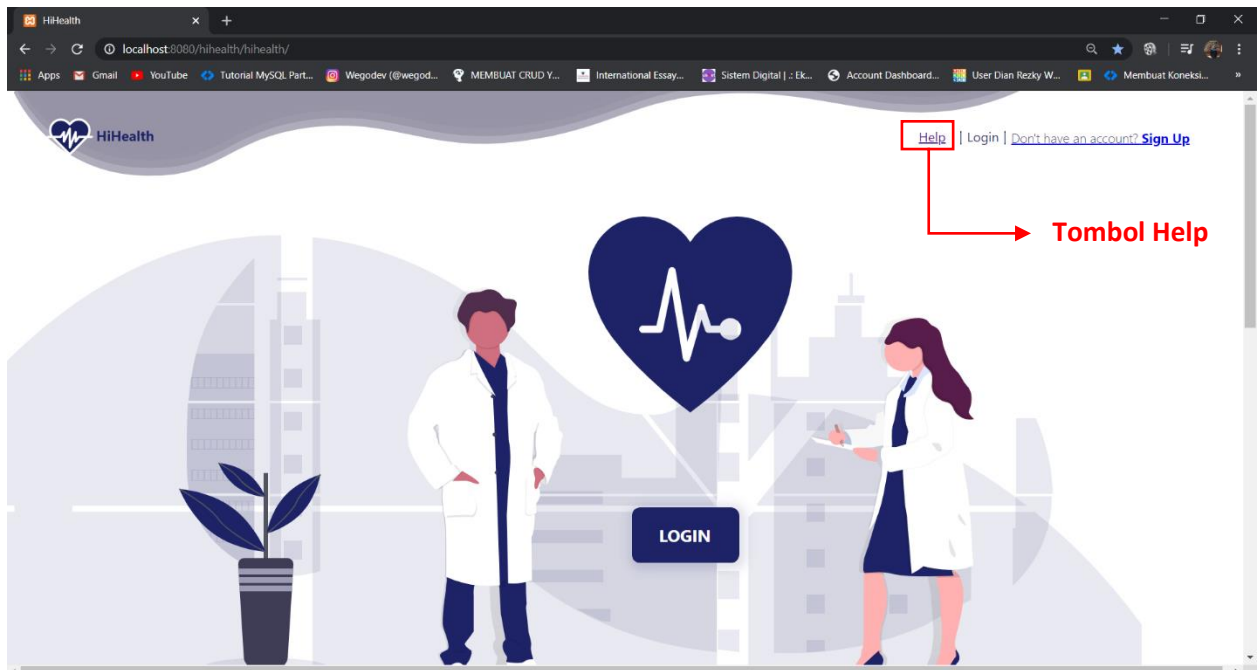 HiHealth
localhost:8080/hihealth/hihealth/
Apps Gmail YouTube Tutorial MySQL Part... Wegodev (@wegod... MEMBUAT CRUD Y... International Essay... Sistem Digital | .: Ek... Account Dashboard... User Dian Rezky W... Membuat Koneksi... »
HiHealth Help | Login | Don't have an account? Sign Up
Tombol Help
LOGIN